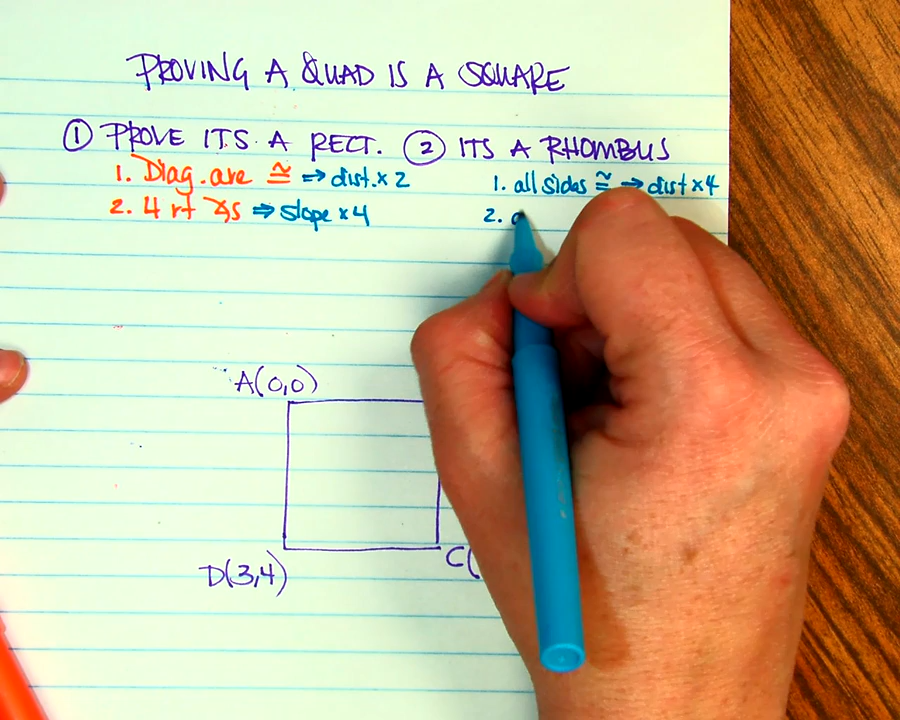 PROVING A QUAD IS A SQUARE
① PROVE ITS A RECT. ② ITS A RHOMBUS
1. Diag. are ≅ ⇒ dist. x 2
1. all sides ≅ ⇒ dist x 4
2. 4 rt ∡s ⇒ slope x 4
2.
A(0,0)
D(3,4)
C(